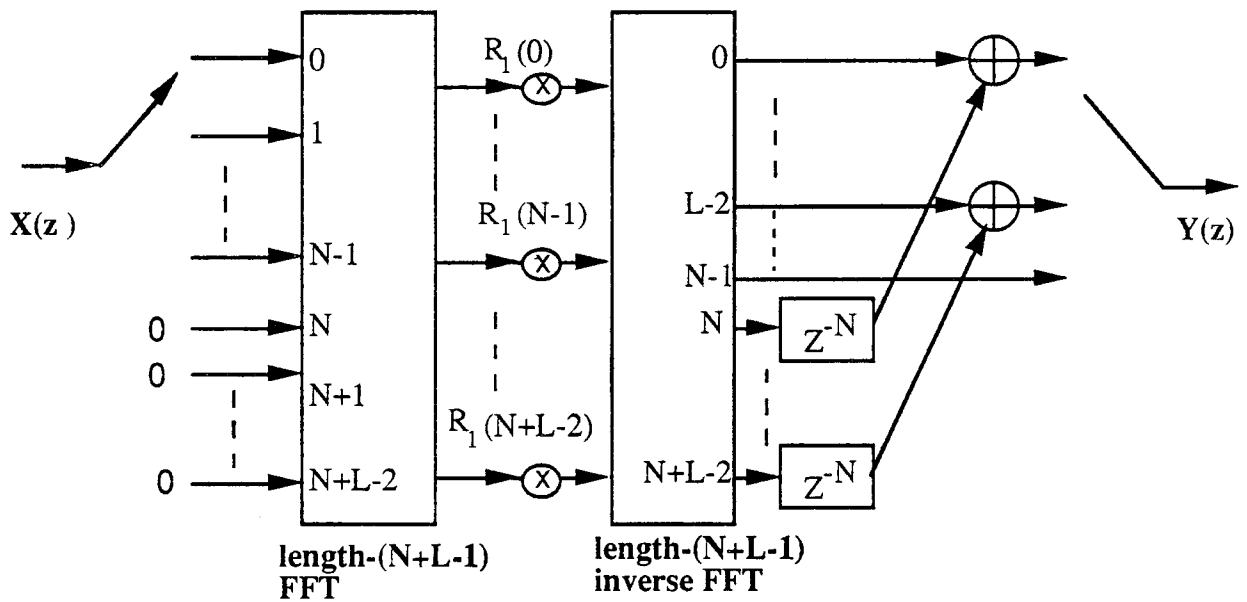 X(z )
0
1
N-1
0 N
0 N+1
0 N+L-2
length-(N+L-1)
FFT
R₁(0)
X
R₁(N-1)
X
R₁(N+L-2)
X
0
L-2
N-1
N
N+L-2
length-(N+L-1)
inverse FFT
Z⁻ᴺ
Z⁻ᴺ
Y(z)